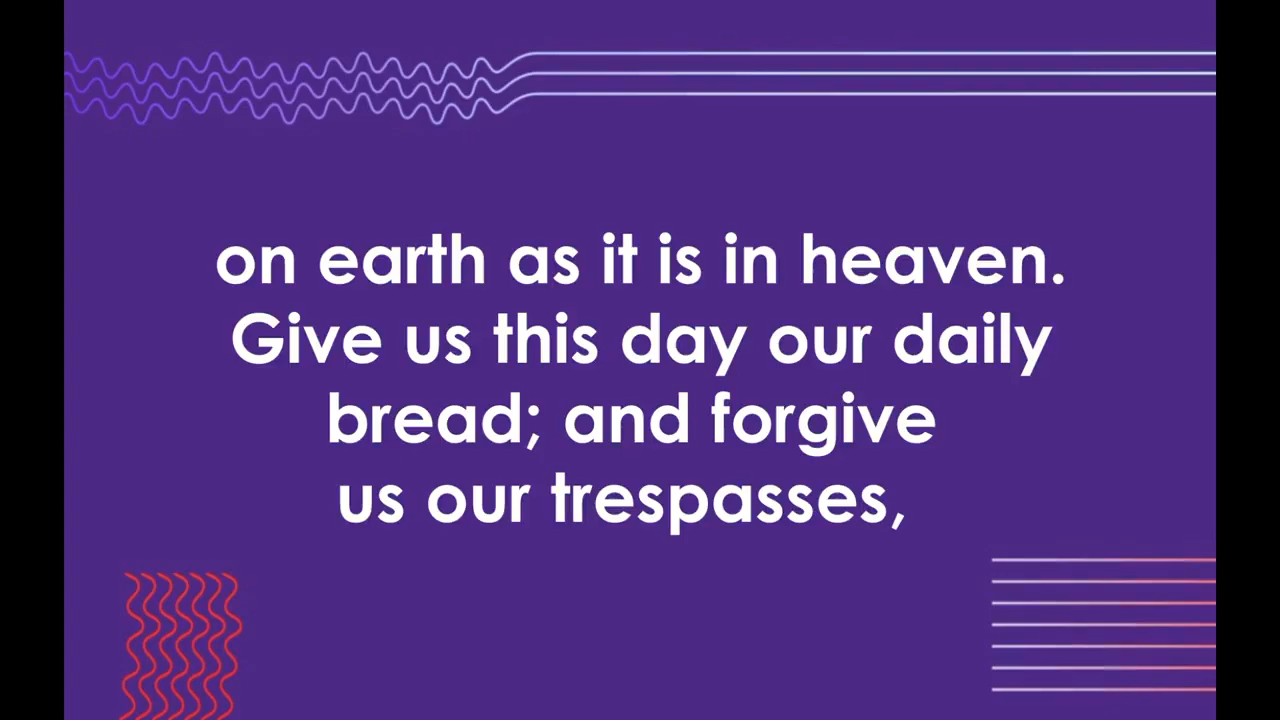 on earth as it is in heaven.
Give us this day our daily
bread; and forgive
us our trespasses,